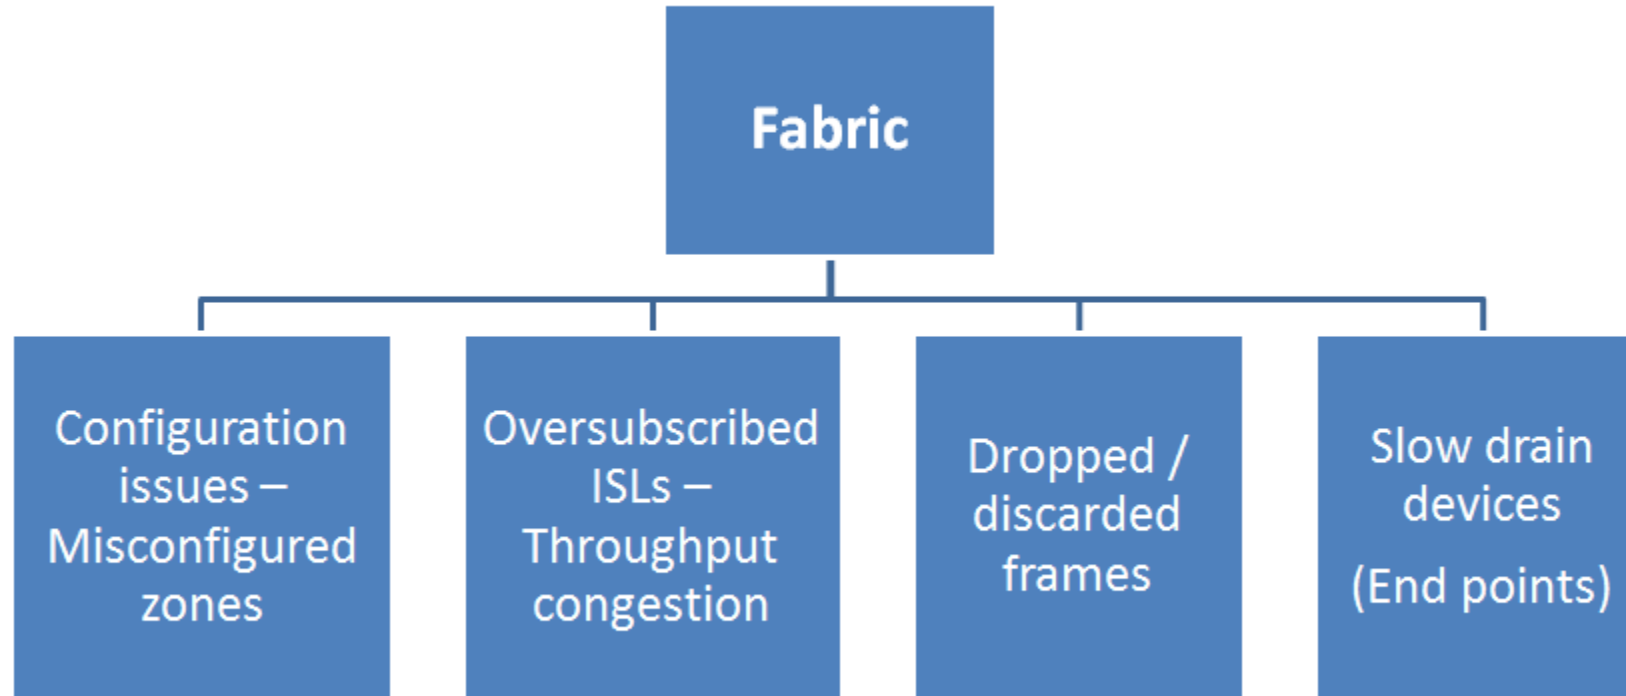 Fabric
Configuration
issues –
Misconfigured
zones
Oversubscribed
ISLs –
Throughput
congestion
Dropped /
discarded
frames
Slow drain
devices
(End points)